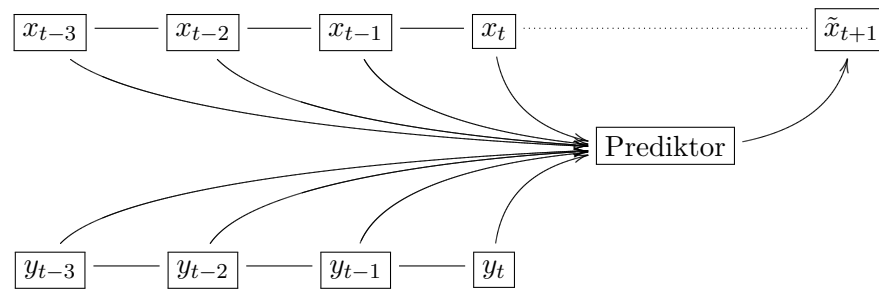 x_{t−3} x_{t−2} x_{t−1} x_t x̃_{t+1}
Prediktor
y_{t−3} y_{t−2} y_{t−1} y_t